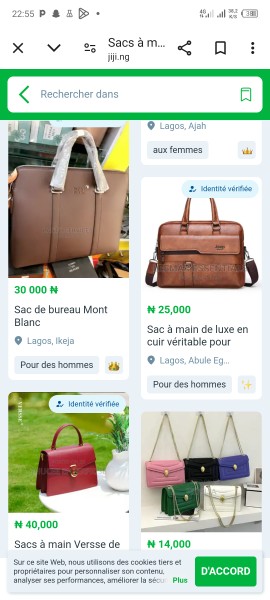 22:55
Sacs à m...
jiji.ng
Rechercher dans
30 000 ₦
Sac de bureau Mont
Blanc
Lagos, Ikeja
Pour des hommes
Identité vérifiée
₦ 40,000
Sacs à main Versse de
Lagos, Ajah
aux femmes
Identité vérifiée
₦ 25,000
Sac à main de luxe en
cuir véritable pour
Lagos, Abule Eg...
Pour des hommes
₦ 14,000
Sur ce site Web, nous utilisons des cookies tiers et
propriétaires pour personnaliser son contenu.
analyser ses performances, améliorer la sécu
Plus
D'ACCORD